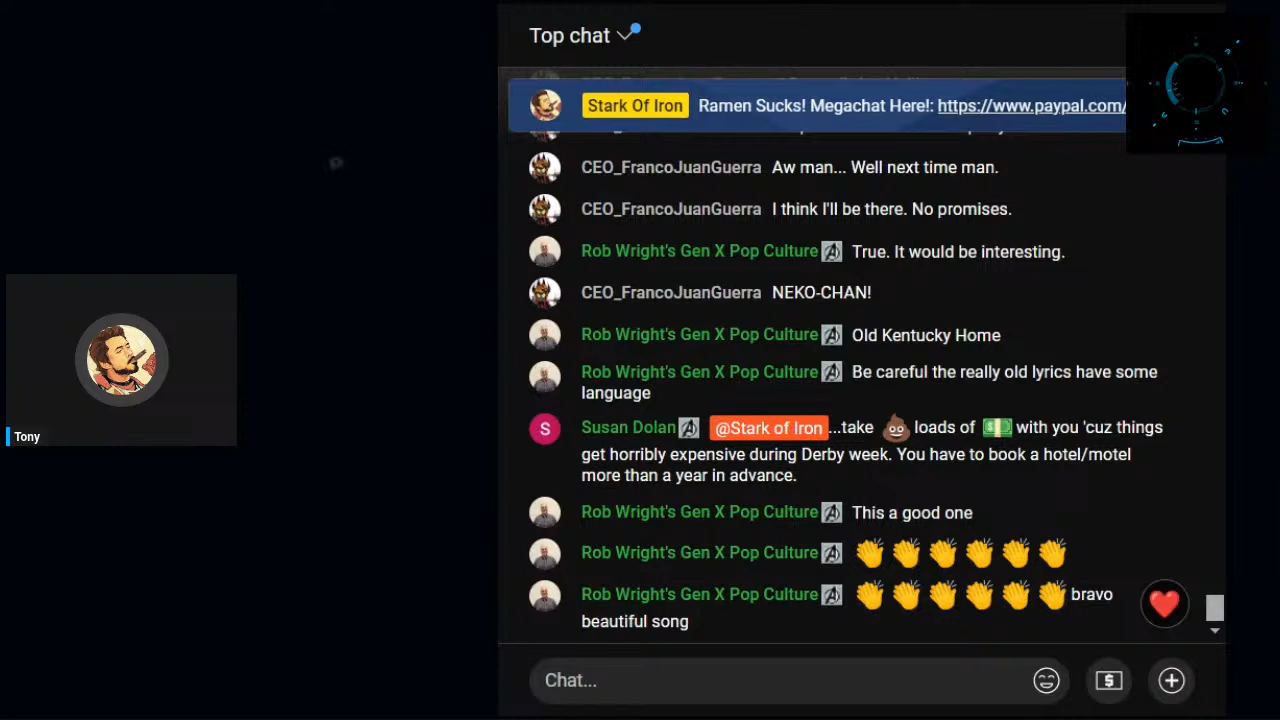 Top chat
Stark Of Iron Ramen Sucks! Megachat Here!: https://www.paypal.com/
CEO_FrancoJuanGuerra Aw man... Well next time man.
CEO_FrancoJuanGuerra I think I'll be there. No promises.
Rob Wright's Gen X Pop Culture True. It would be interesting.
CEO_FrancoJuanGuerra NEKO-CHAN!
Rob Wright's Gen X Pop Culture Old Kentucky Home
Rob Wright's Gen X Pop Culture Be careful the really old lyrics have some
language
Susan Dolan @Stark of Iron ...take 💩 loads of 💵 with you 'cuz things
get horribly expensive during Derby week. You have to book a hotel/motel
more than a year in advance.
Rob Wright's Gen X Pop Culture This a good one
Rob Wright's Gen X Pop Culture 👏👏👏👏👏👏
Rob Wright's Gen X Pop Culture 👏👏👏👏👏👏 bravo
beautiful song
Chat...
Tony
S